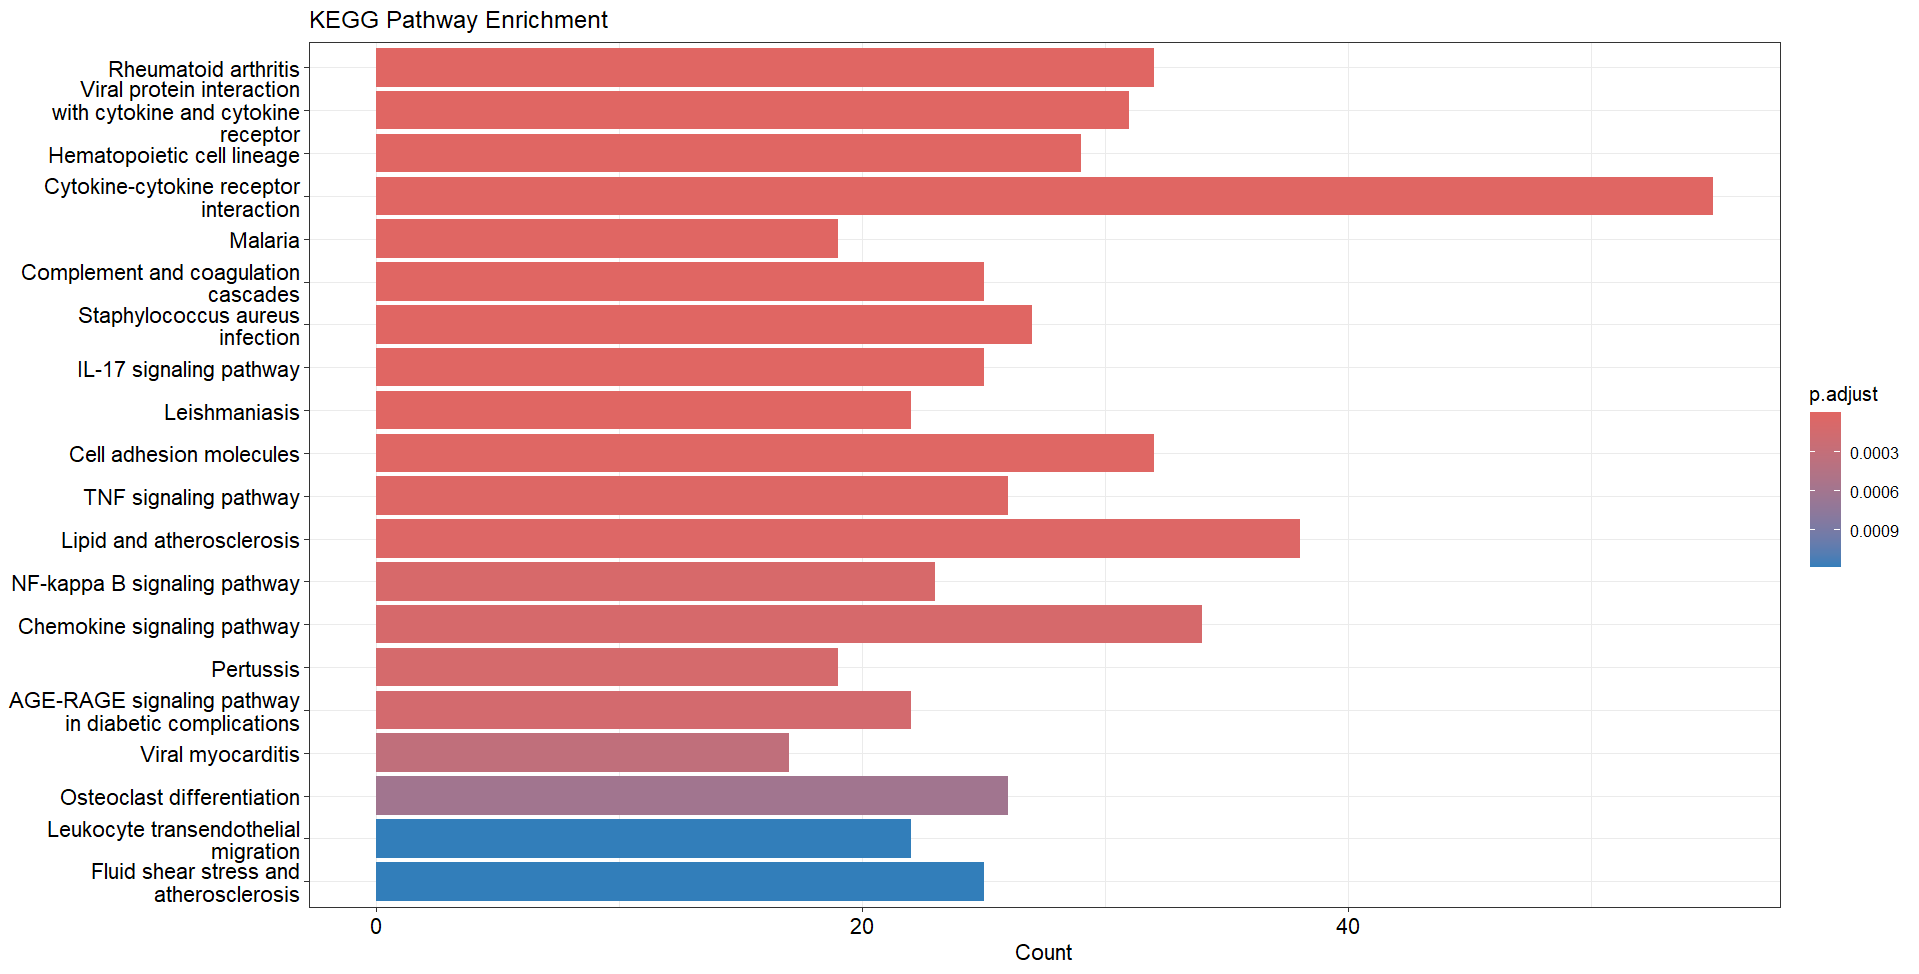 KEGG Pathway Enrichment
Rheumatoid arthritis
Viral protein interaction
with cytokine and cytokine
receptor
Hematopoietic cell lineage
Cytokine-cytokine receptor
interaction
Malaria
Complement and coagulation
cascades
Staphylococcus aureus
infection
IL-17 signaling pathway
Leishmaniasis
Cell adhesion molecules
TNF signaling pathway
Lipid and atherosclerosis
NF-kappa B signaling pathway
Chemokine signaling pathway
Pertussis
AGE-RAGE signaling pathway
in diabetic complications
Viral myocarditis
Osteoclast differentiation
Leukocyte transendothelial
migration
Fluid shear stress and
atherosclerosis
0 20 40
Count
p.adjust
0.0003
0.0006
0.0009